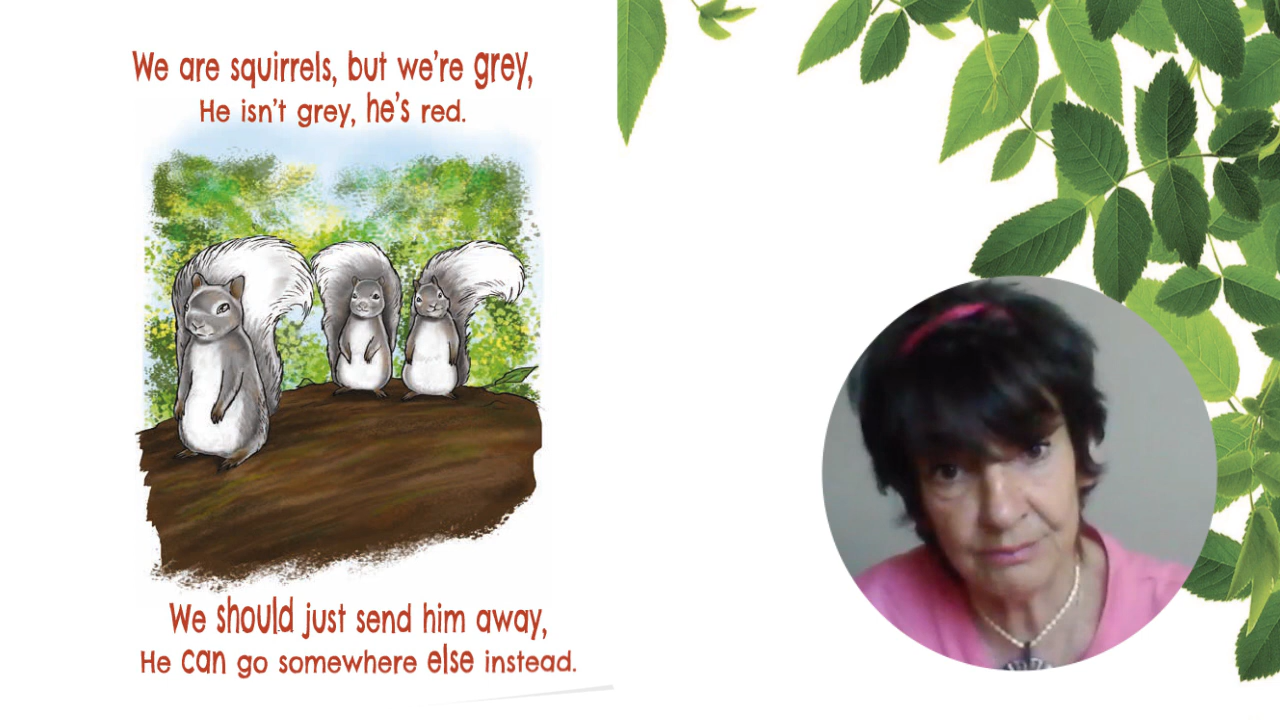 We are squirrels, but we're grey,
He isn't grey, he's red.
We should just send him away,
He can go somewhere else instead.